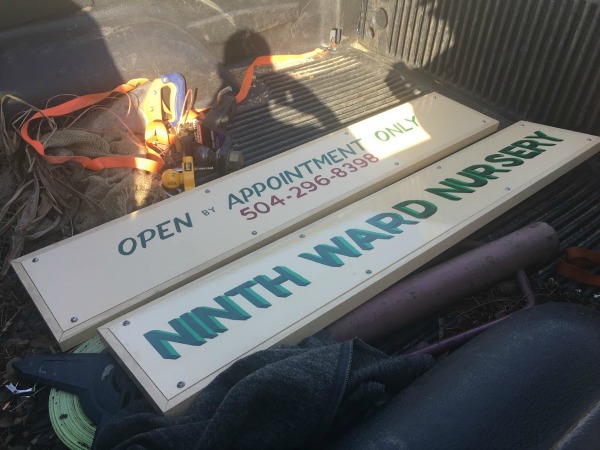 OPEN BY APPOINTMENT ONLY
504-296-8398
NINTH WARD NURSERY